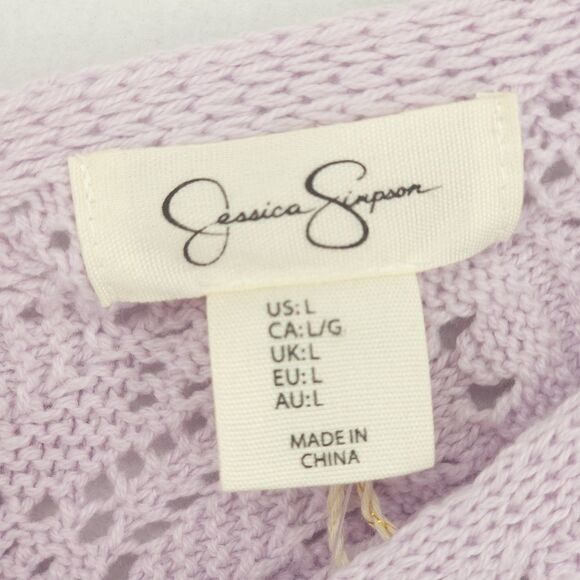 Jessica Simpson
US: L
CA: L/G
UK: L
EU: L
AU: L
MADE IN
CHINA